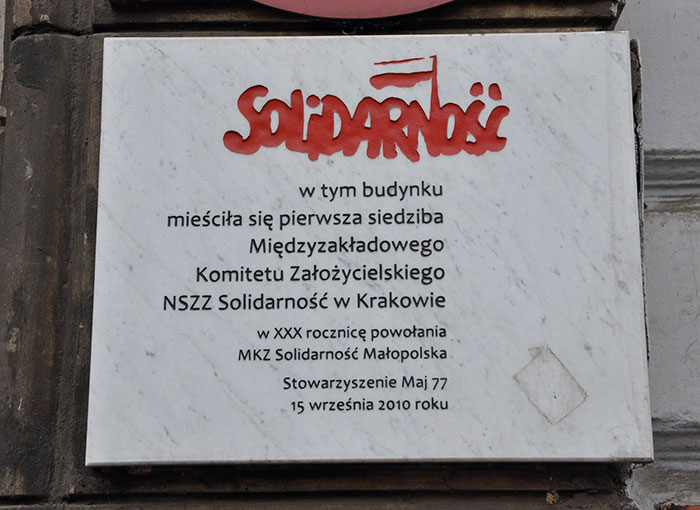 SOLIDARNOŚĆ
w tym budynku
mieściła się pierwsza siedziba
Międzyzakładowego
Komitetu Założycielskiego
NSZZ Solidarność w Krakowie
w XXX rocznicę powołania
MKZ Solidarność Małopolska
Stowarzyszenie Maj 77
15 września 2010 roku